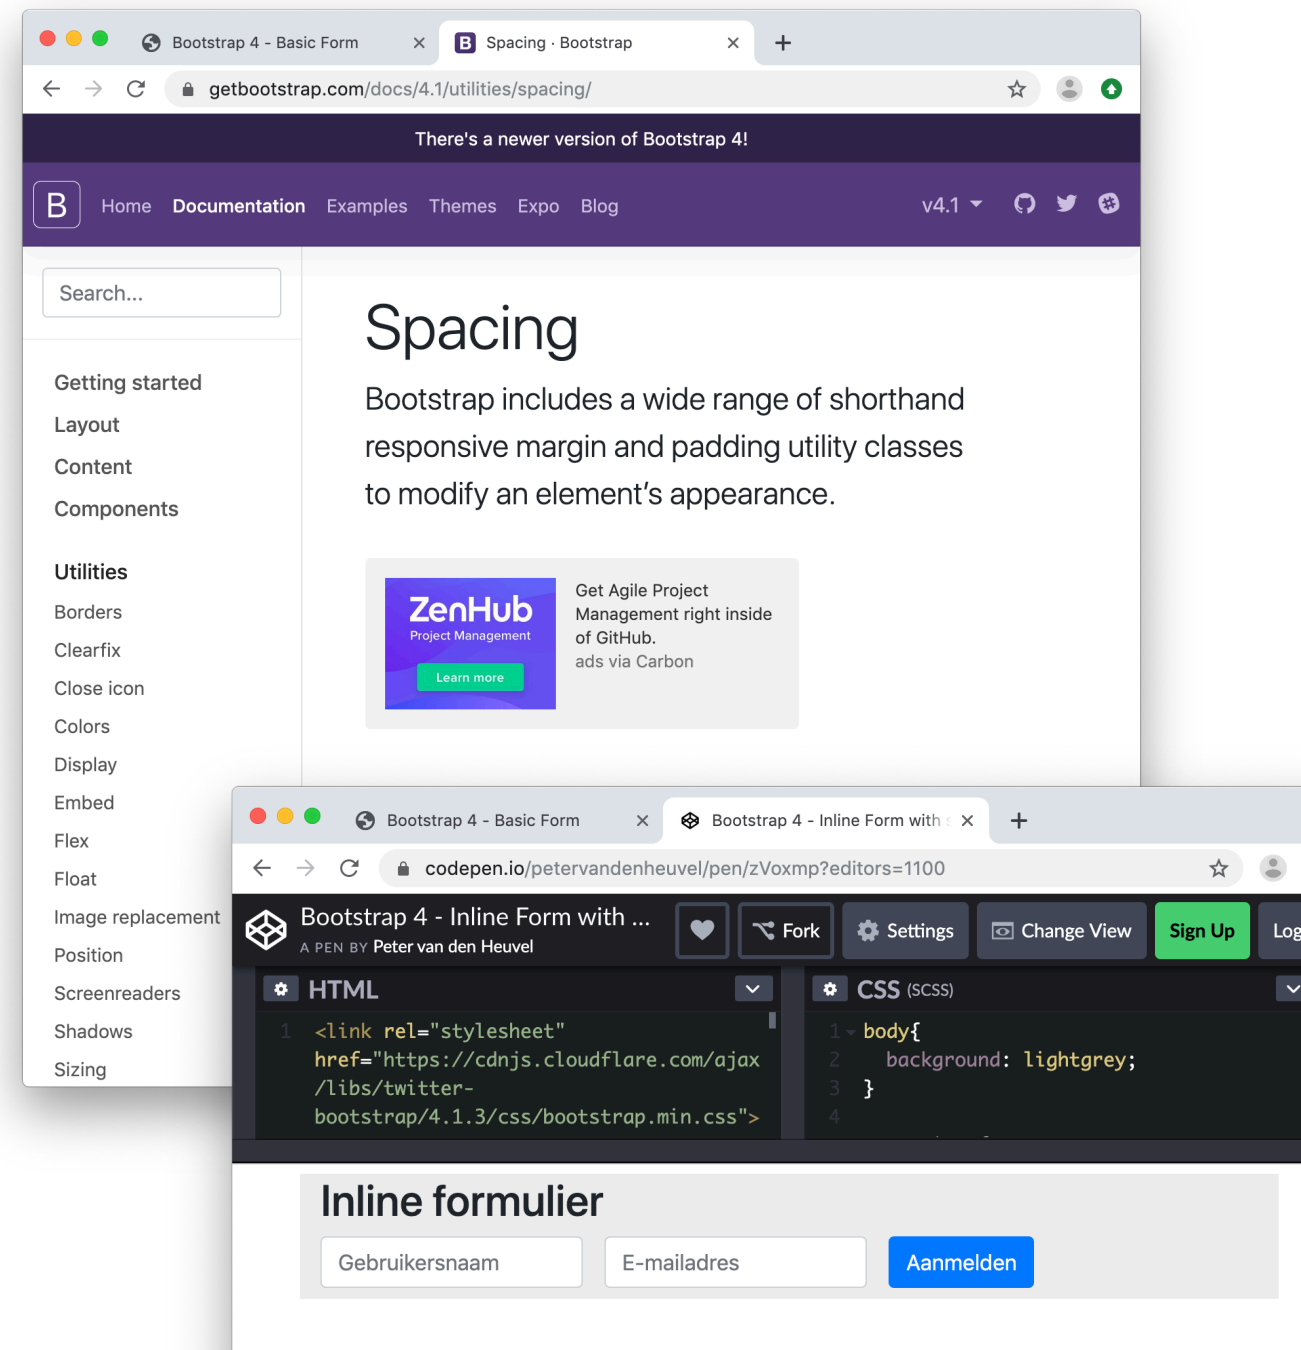 Bootstrap 4 - Basic Form
Spacing · Bootstrap
getbootstrap.com/docs/4.1/utilities/spacing/
There's a newer version of Bootstrap 4!
B Home Documentation Examples Themes Expo Blog v4.1
Search...
Getting started
Layout
Content
Components
Utilities
Borders
Clearfix
Close icon
Colors
Display
Embed
Flex
Float
Image replacement
Position
Screenreaders
Shadows
Sizing
Spacing
Bootstrap includes a wide range of shorthand
responsive margin and padding utility classes
to modify an element's appearance.
ZenHub
Project Management
Learn more
Get Agile Project
Management right inside
of GitHub.
ads via Carbon
Bootstrap 4 - Basic Form
Bootstrap 4 - Inline Form with
codepen.io/petervandenheuvel/pen/zVoxmp?editors=1100
Bootstrap 4 - Inline Form with ...
A PEN BY Peter van den Heuvel
Fork
Settings
Change View
Sign Up
Log
HTML
1 <link rel="stylesheet"
href="https://cdnjs.cloudflare.com/ajax
/libs/twitter-
bootstrap/4.1.3/css/bootstrap.min.css">
CSS (SCSS)
1 body{
2 background: lightgrey;
3 }
4
Inline formulier
Gebruikersnaam
E-mailadres
Aanmelden